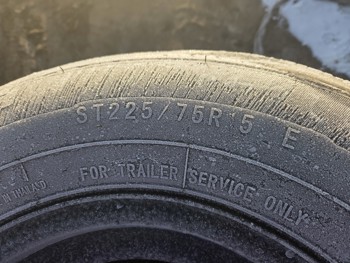 ST225/75R 5 E
FOR TRAILER SERVICE ONLY